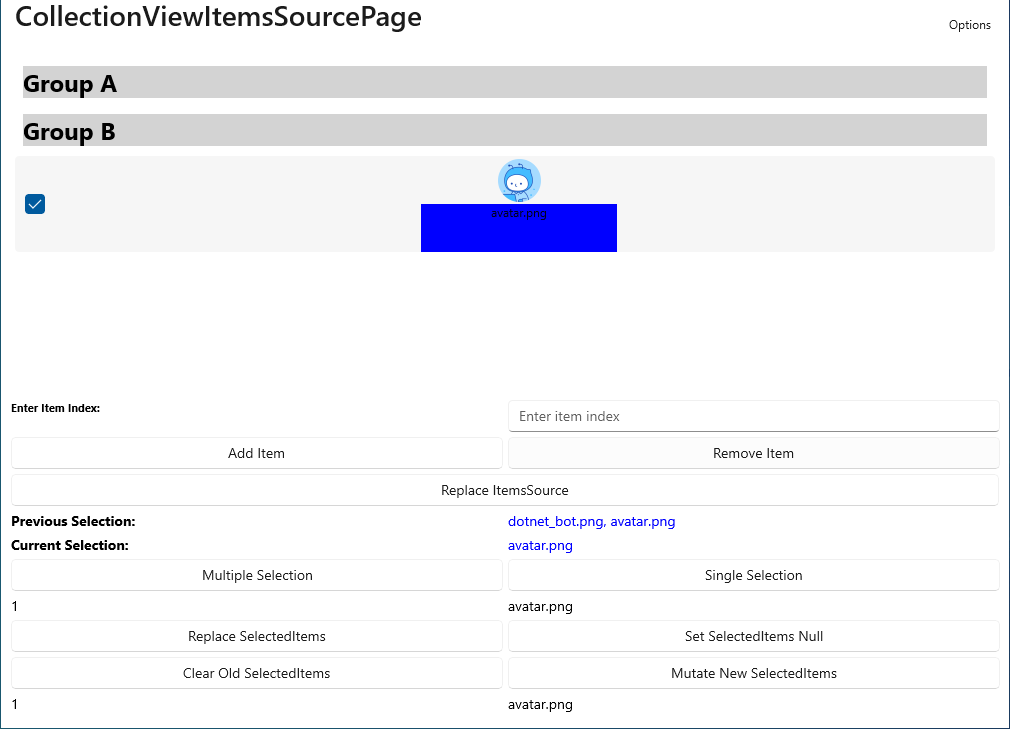 CollectionViewItemsSourcePage
Options
Group A
Group B
avatar.png
Enter Item Index:
Enter item index
Add Item
Remove Item
Replace ItemsSource
Previous Selection:
dotnet_bot.png, avatar.png
Current Selection:
avatar.png
Multiple Selection
Single Selection
1
avatar.png
Replace SelectedItems
Set SelectedItems Null
Clear Old SelectedItems
Mutate New SelectedItems
1
avatar.png